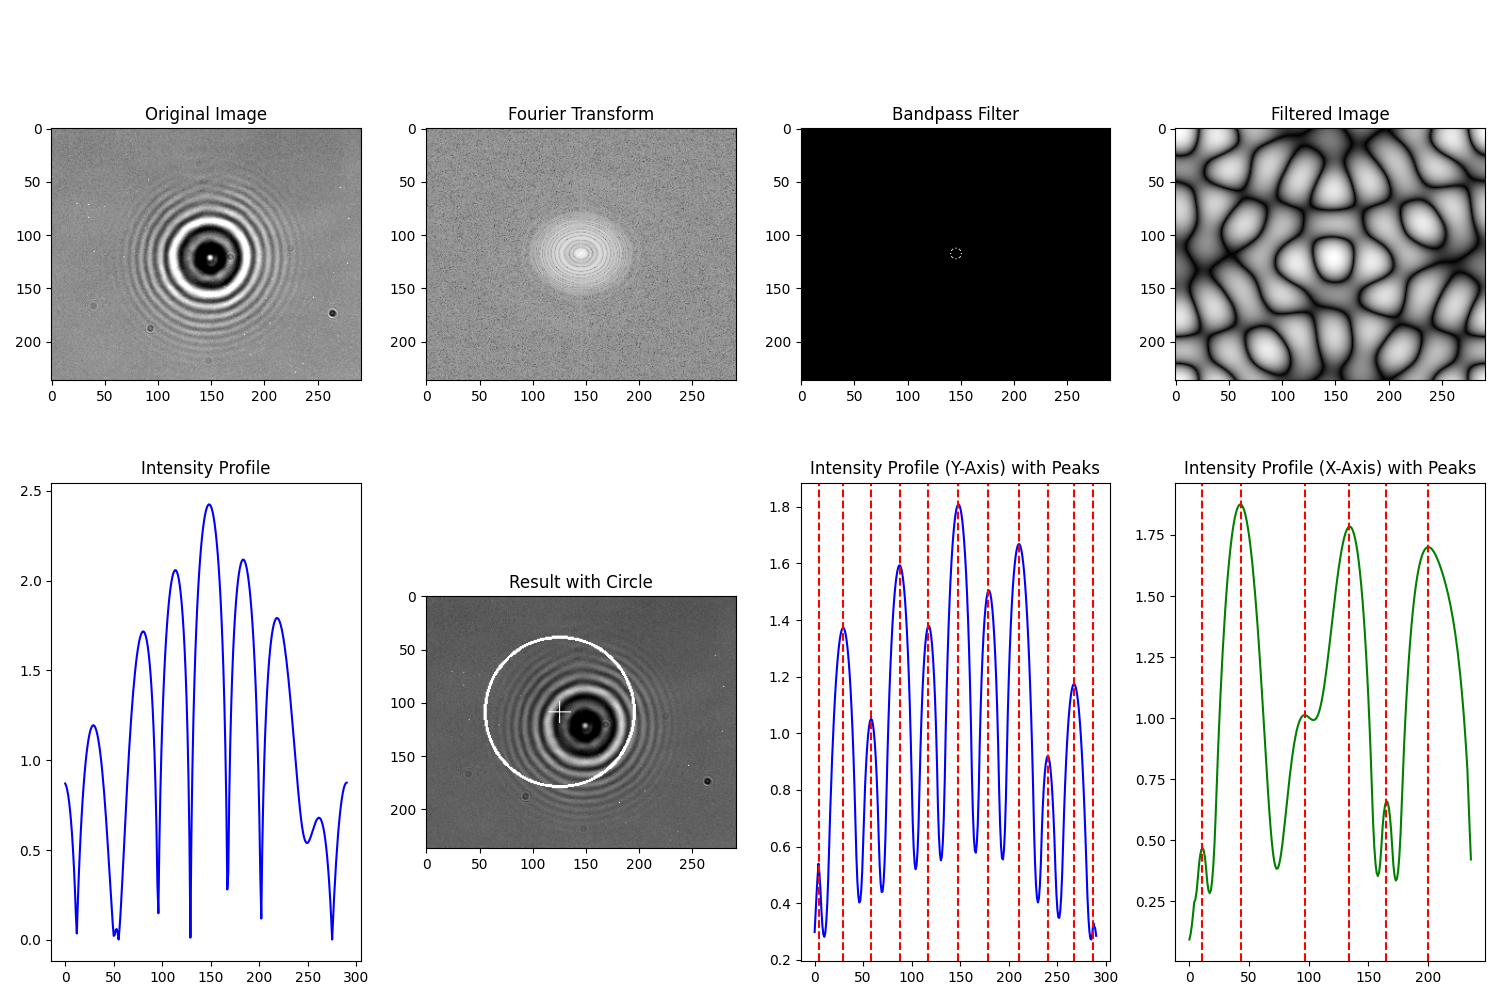 Original Image
0
50
100
150
200
0 50 100 150 200 250
Fourier Transform
0
50
100
150
200
0 50 100 150 200 250
Bandpass Filter
0
50
100
150
200
0 50 100 150 200 250
Filtered Image
0
50
100
150
200
0 50 100 150 200 250
Intensity Profile
2.5
2.0
1.5
1.0
0.5
0.0
0 50 100 150 200 250 300
Result with Circle
0
50
100
150
200
0 50 100 150 200 250
Intensity Profile (Y-Axis) with Peaks
1.8
1.6
1.4
1.2
1.0
0.8
0.6
0.4
0.2
0 50 100 150 200 250 300
Intensity Profile (X-Axis) with Peaks
1.75
1.50
1.25
1.00
0.75
0.50
0.25
0 50 100 150 200